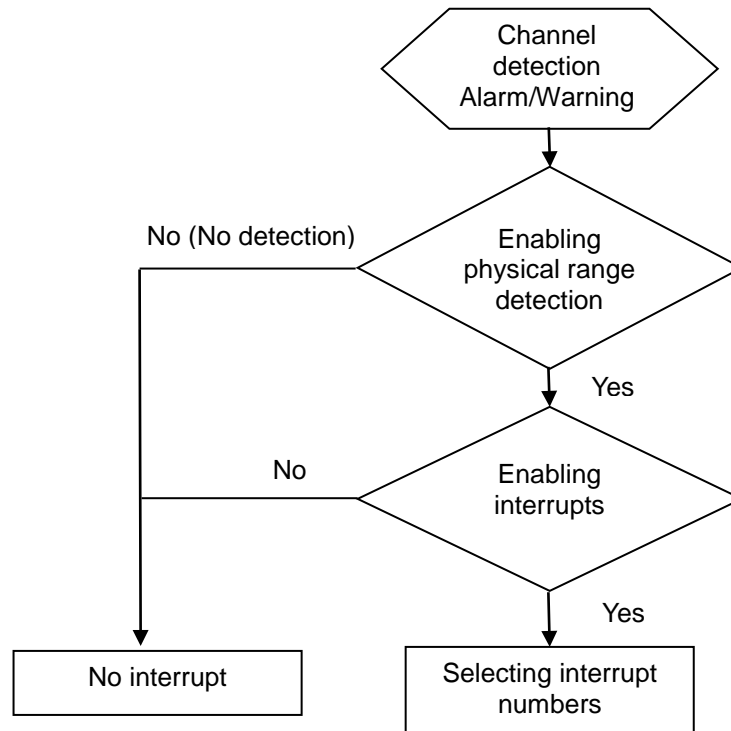 Channel
detection
Alarm/Warning
No (No detection)
Enabling
physical range
detection
Yes
No
Enabling
interrupts
Yes
No interrupt
Selecting interrupt
numbers